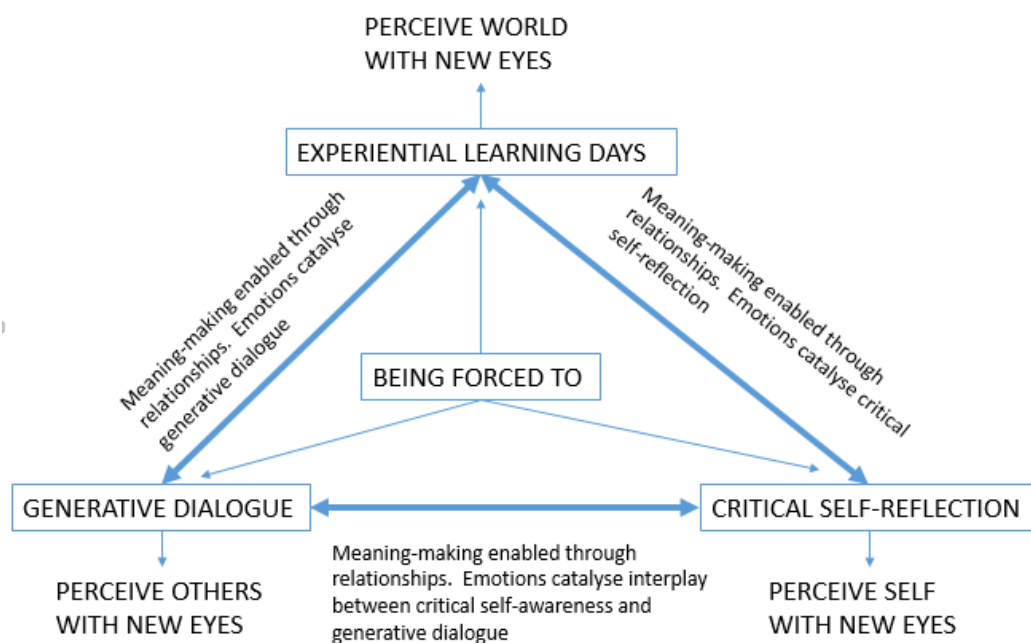 PERCEIVE WORLD
WITH NEW EYES
EXPERIENTIAL LEARNING DAYS
Meaning-making enabled through
relationships. Emotions catalyse
generative dialogue
Meaning-making enabled through
relationships. Emotions catalyse critical
self-reflection
BEING FORCED TO
GENERATIVE DIALOGUE
CRITICAL SELF-REFLECTION
Meaning-making enabled through
relationships. Emotions catalyse interplay
between critical self-awareness and
generative dialogue
PERCEIVE OTHERS
WITH NEW EYES
PERCEIVE SELF
WITH NEW EYES